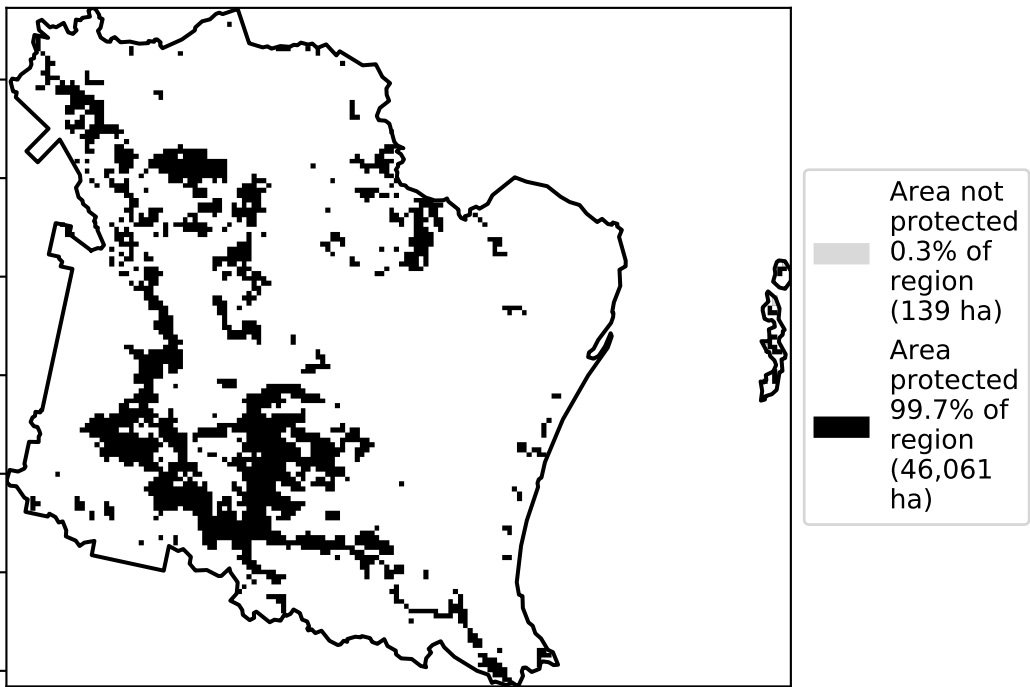 Area not
protected
0.3% of
region
(139 ha)
Area
protected
99.7% of
region
(46,061
ha)